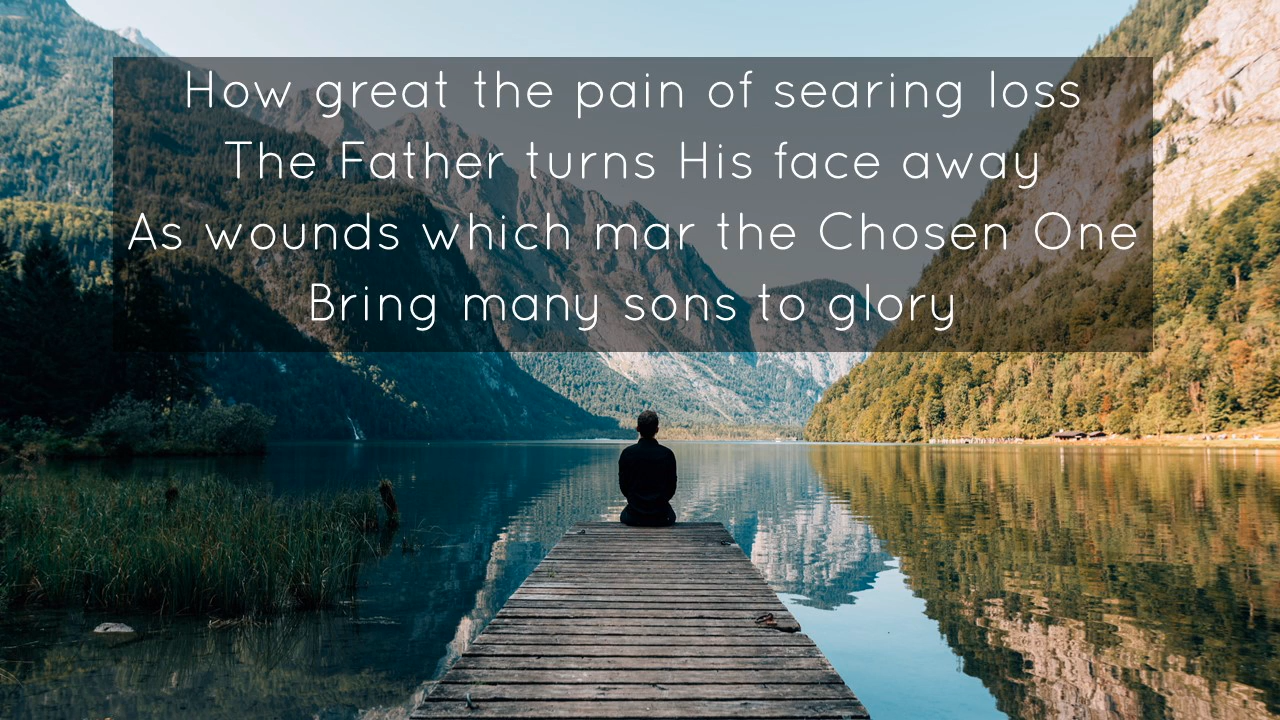 How great the pain of searing loss
The Father turns His face away
As wounds which mar the Chosen One
Bring many sons to glory